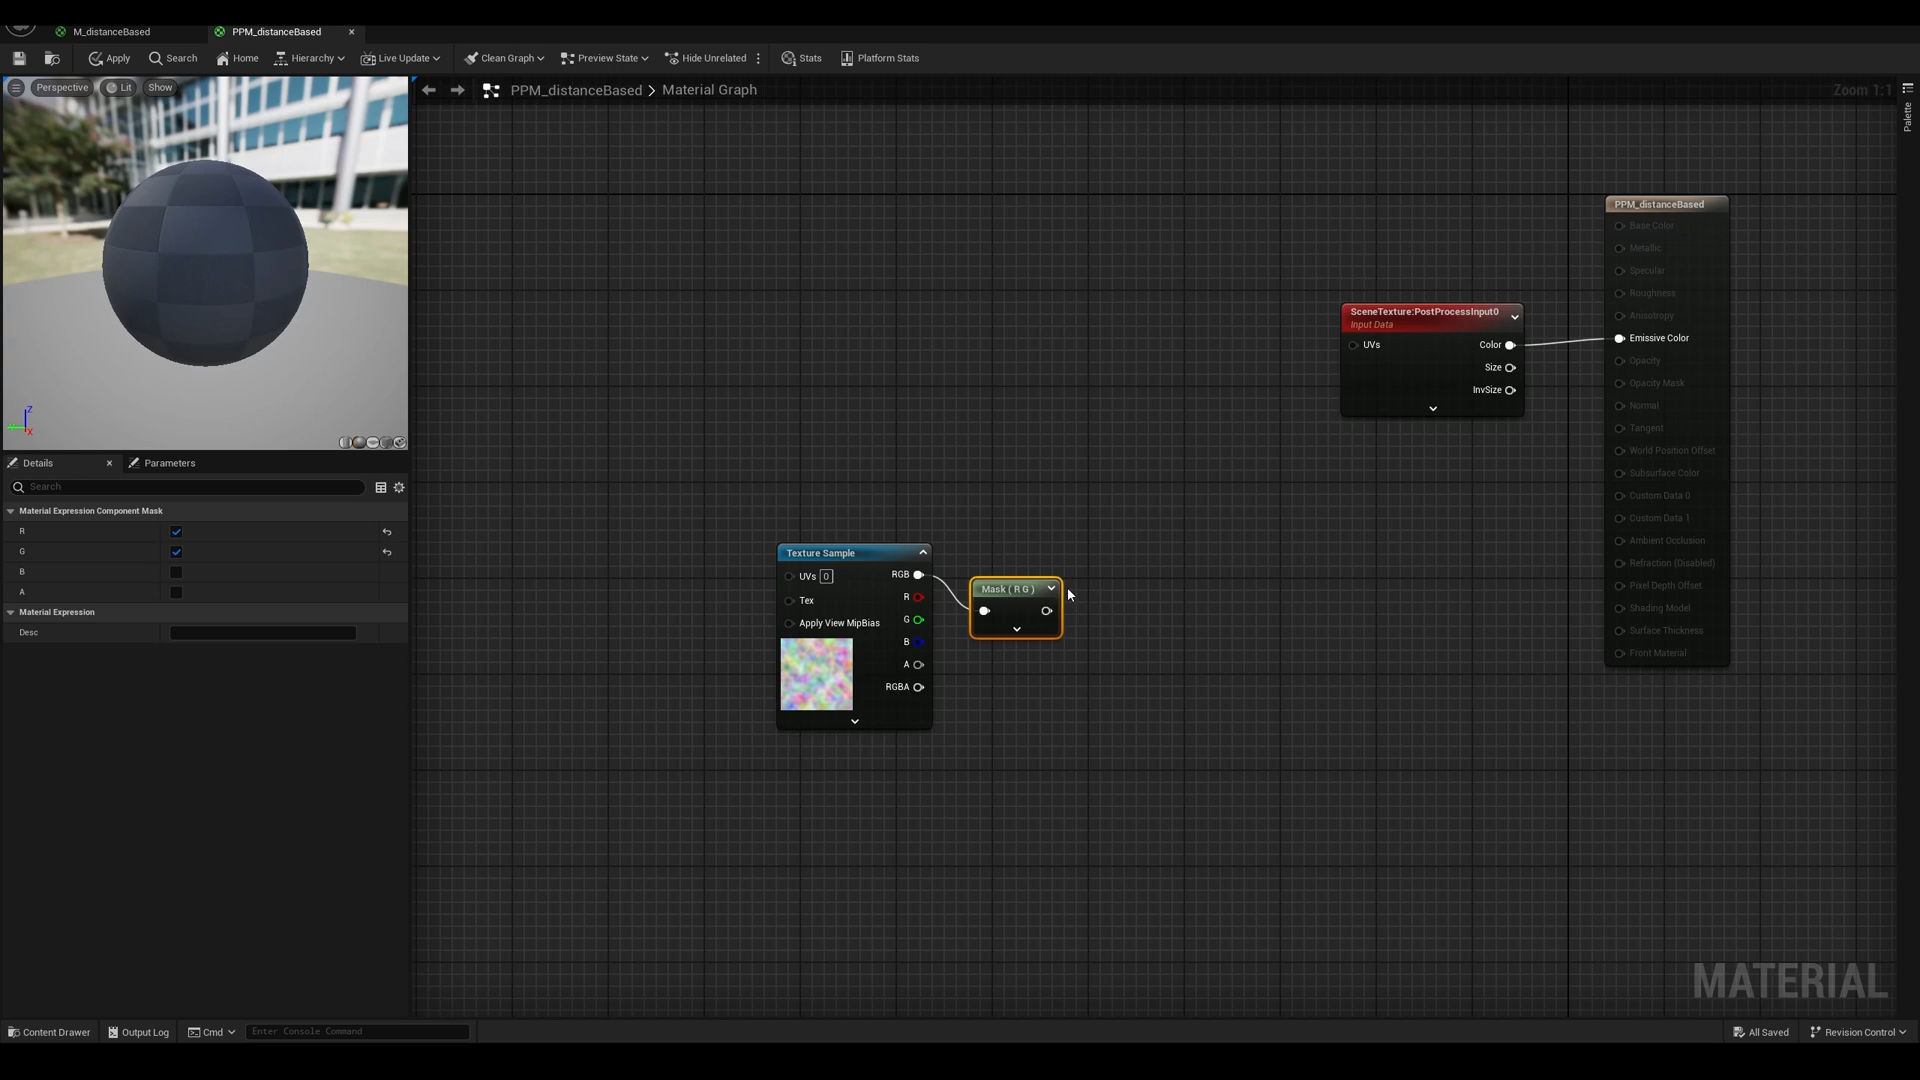 M_distanceBased
PPM_distanceBased
Apply
Search
Home
Hierarchy
Live Update
Clean Graph
Preview State
Hide Unrelated
Stats
Platform Stats
Perspective
Lit
Show
PPM_distanceBased > Material Graph
Zoom 1:1
Palette
Z
X
Details
Parameters
Search
Material Expression Component Mask
R
G
B
A
Material Expression
Desc
Texture Sample
UVs 0
RGB
R
Tex
G
Apply View MipBias
B
A
RGBA
Mask ( R G )
SceneTexture:PostProcessInput0
Input Data
UVs
Color
Size
InvSize
PPM_distanceBased
Base Color
Metallic
Specular
Roughness
Anisotropy
Emissive Color
Opacity
Opacity Mask
Normal
Tangent
World Position Offset
Subsurface Color
Custom Data 0
Custom Data 1
Ambient Occlusion
Refraction (Disabled)
Pixel Depth Offset
Shading Model
Surface Thickness
Front Material
MATERIAL
Content Drawer
Output Log
Cmd
Enter Console Command
All Saved
Revision Control